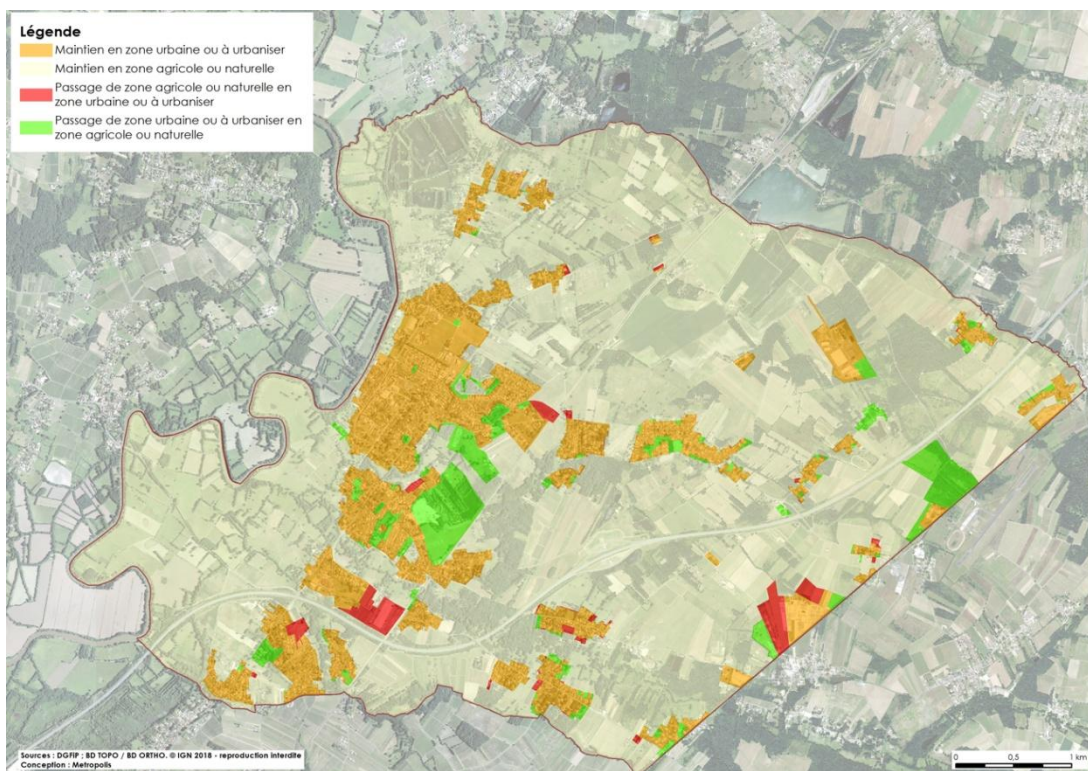 Légende
Maintien en zone urbaine ou à urbaniser
Maintien en zone agricole ou naturelle
Passage de zone agricole ou naturelle en
zone urbaine ou à urbaniser
Passage de zone urbaine ou à urbaniser en
zone agricole ou naturelle
Sources : DGFiP ; BD TOPO / BD ORTHO. © IGN 2018 - reproduction interdite
Conception : Metropolis
0 0,5 1 km